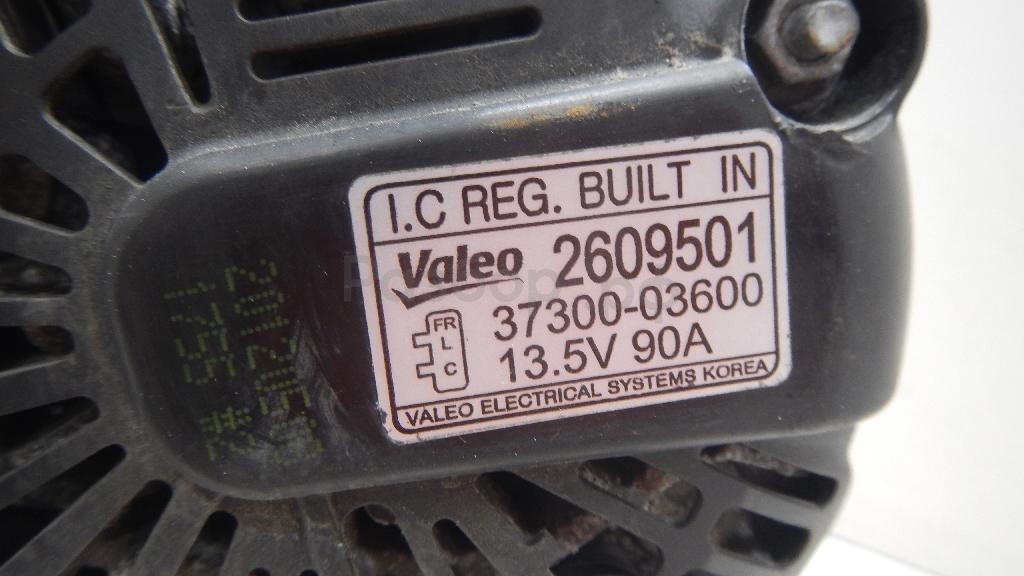 I.C REG. BUILT IN
Valeo 2609501
37300-03600
13.5V 90A
FR
L
C
VALEO ELECTRICAL SYSTEMS KOREA